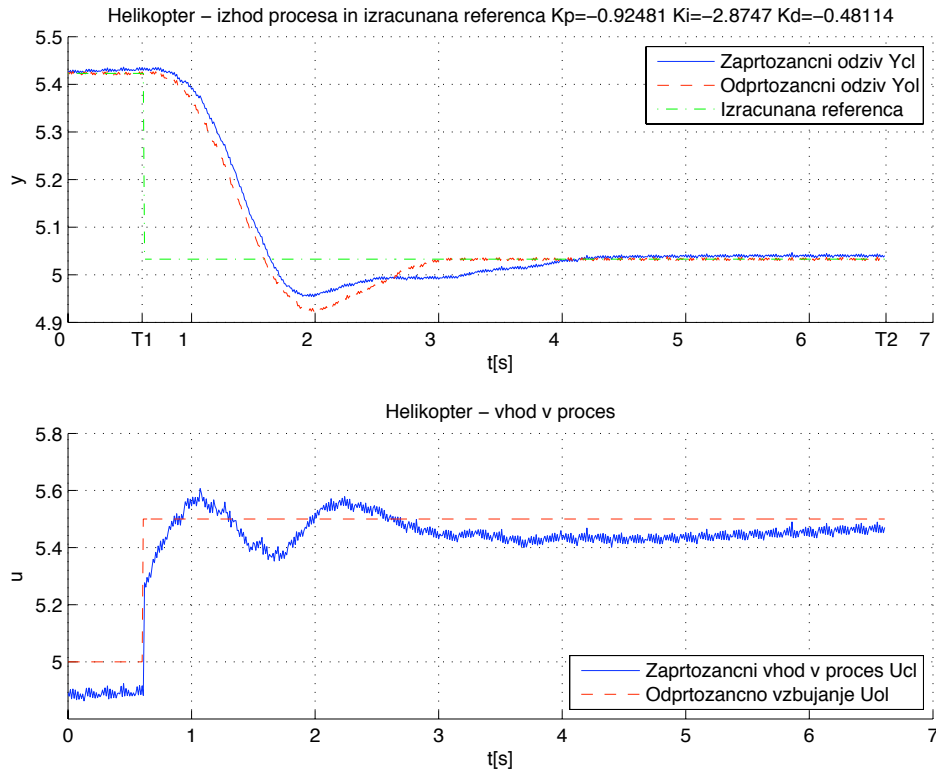 Helikopter – izhod procesa in izracunana referenca Kp=−0.92481 Ki=−2.8747 Kd=−0.48114
5.5
5.4
5.3
5.2
5.1
5
4.9
y
Zaprtozancni odziv Ycl
Odprtozancni odziv Yol
Izracunana referenca
0 T1 1 2 3 4 5 6 T2 7
t[s]
Helikopter – vhod v proces
5.8
5.6
5.4
5.2
5
u
Zaprtozancni vhod v proces Ucl
Odprtozancno vzbujanje Uol
0 1 2 3 4 5 6 7
t[s]